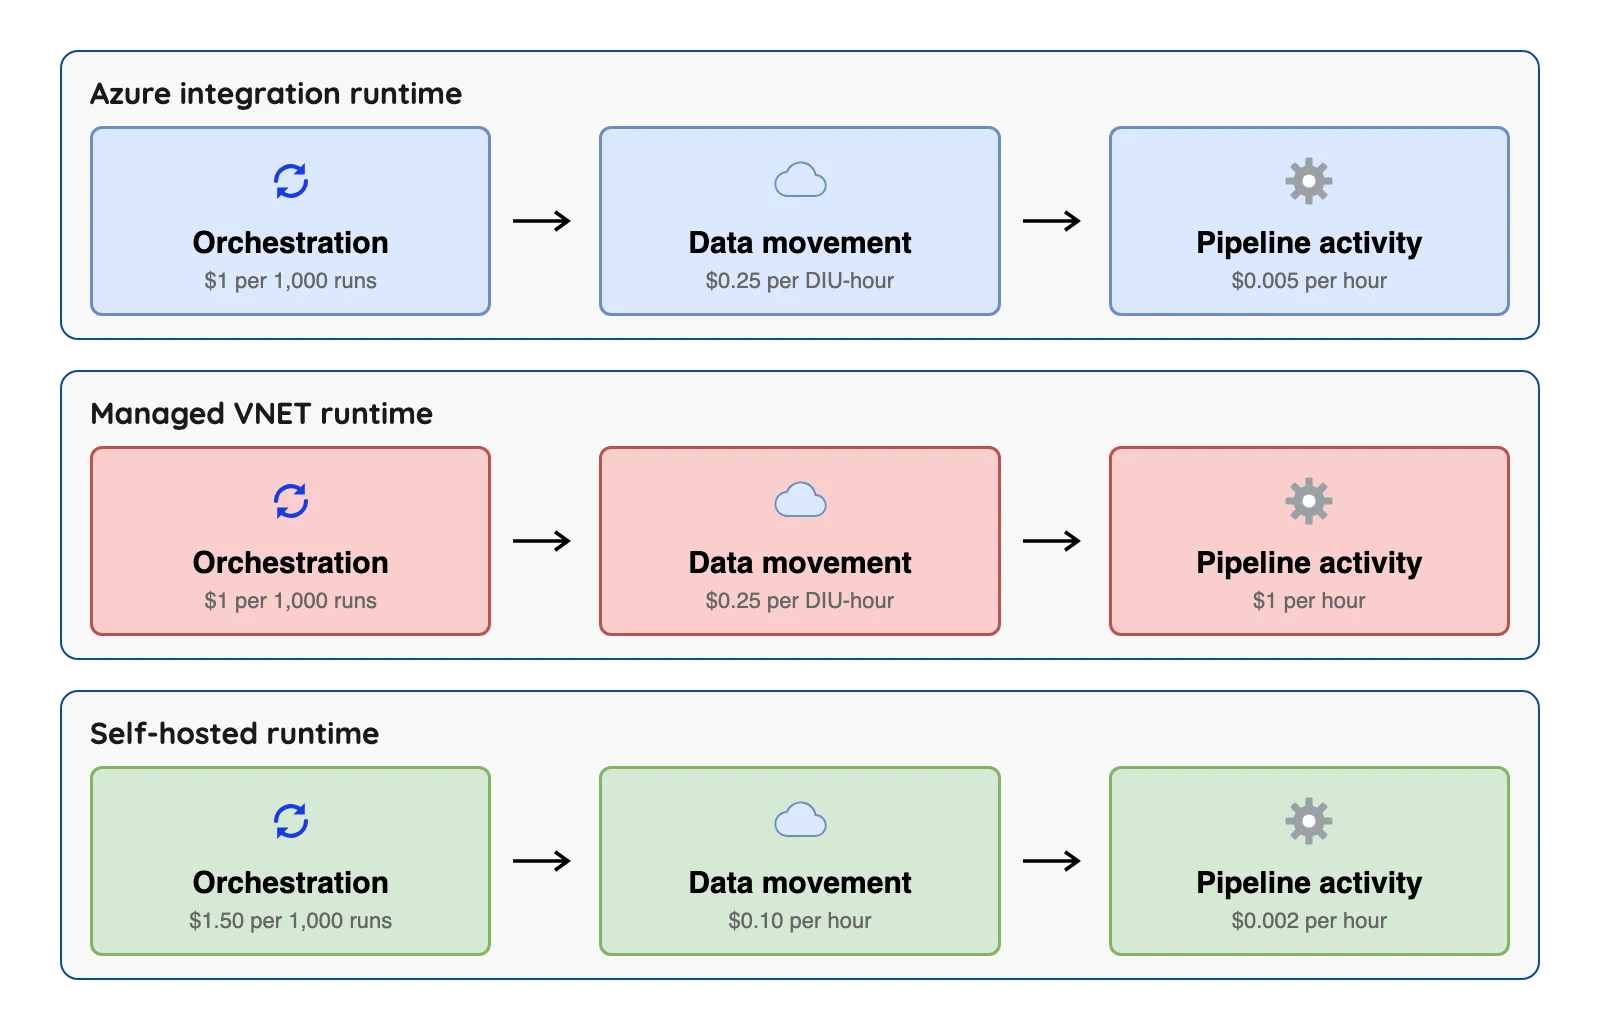 Azure integration runtime
Orchestration
$1 per 1,000 runs
Data movement
$0.25 per DIU-hour
Pipeline activity
$0.005 per hour
Managed VNET runtime
Orchestration
$1 per 1,000 runs
Data movement
$0.25 per DIU-hour
Pipeline activity
$1 per hour
Self-hosted runtime
Orchestration
$1.50 per 1,000 runs
Data movement
$0.10 per hour
Pipeline activity
$0.002 per hour